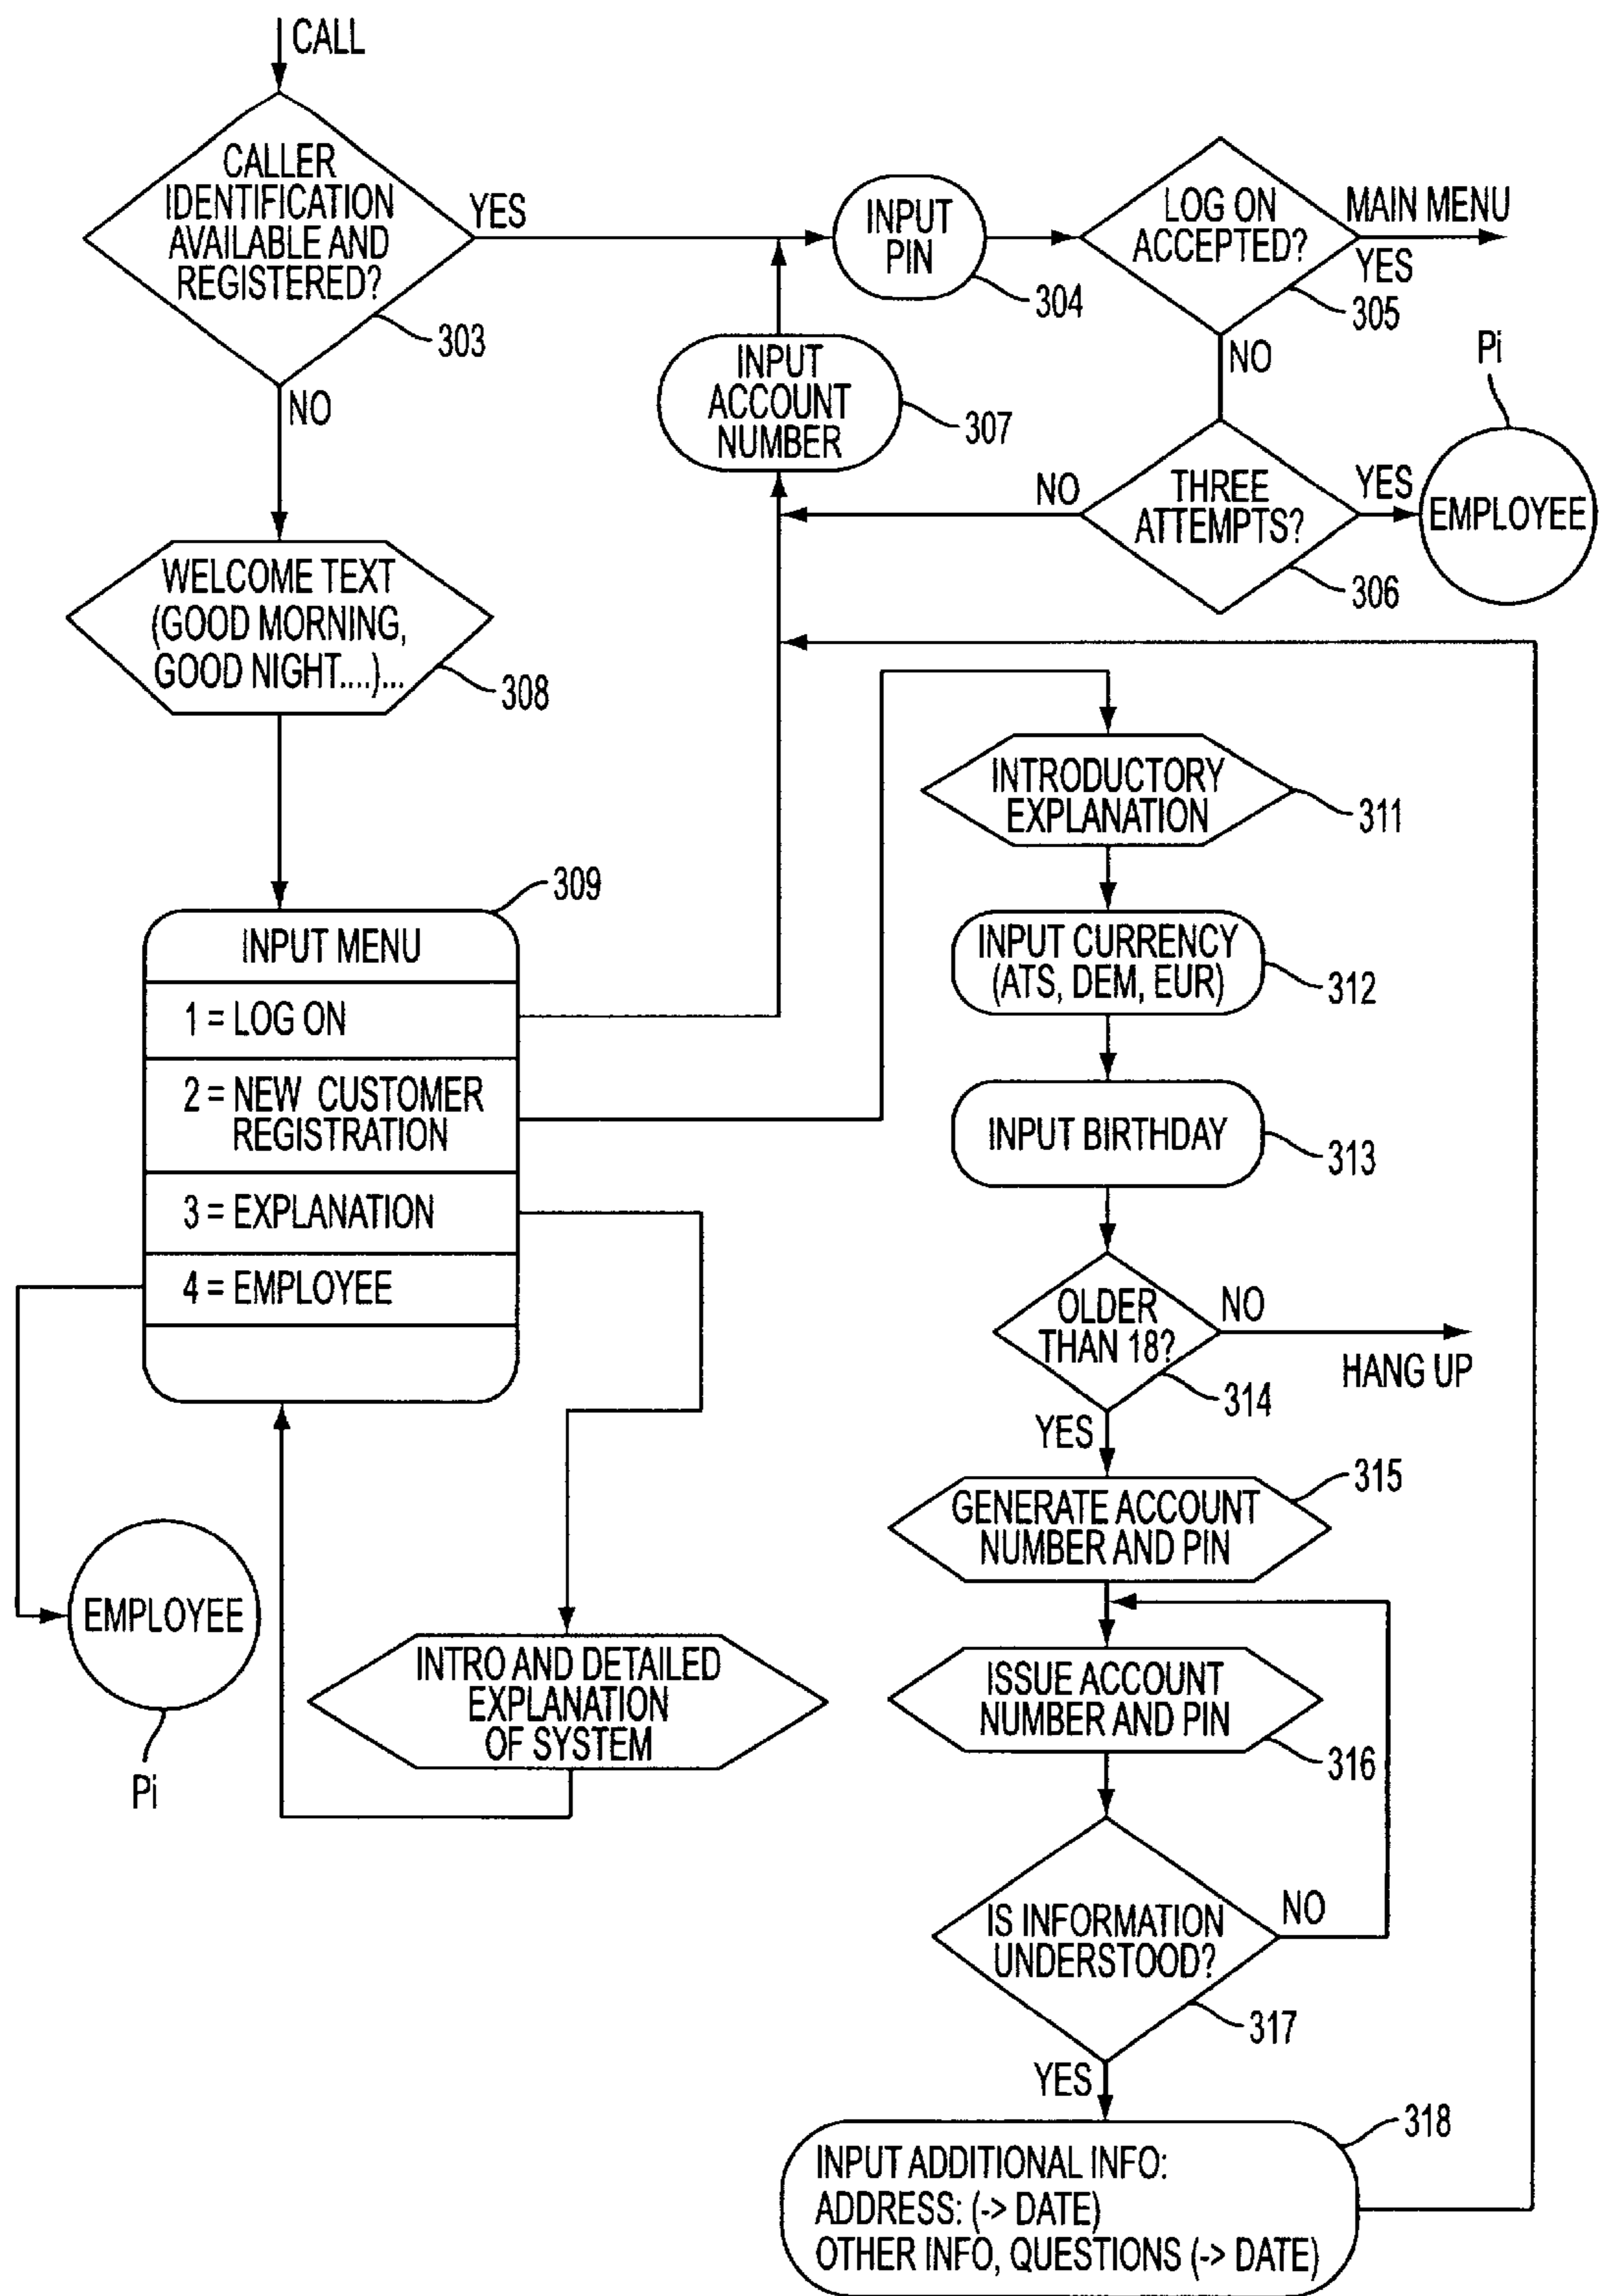 CALL
CALLER
IDENTIFICATION
AVAILABLE AND
REGISTERED?
YES
303
NO
INPUT
PIN
304
LOG ON
ACCEPTED?
MAIN MENU
YES
305
NO
INPUT
ACCOUNT
NUMBER
307
THREE
ATTEMPTS?
NO
YES
306
Pi
EMPLOYEE
WELCOME TEXT
(GOOD MORNING,
GOOD NIGHT....)...
308
309
INPUT MENU
1 = LOG ON
2 = NEW CUSTOMER
REGISTRATION
3 = EXPLANATION
4 = EMPLOYEE
EMPLOYEE
Pi
INTRO AND DETAILED
EXPLANATION
OF SYSTEM
INTRODUCTORY
EXPLANATION
311
INPUT CURRENCY
(ATS, DEM, EUR)
312
INPUT BIRTHDAY
313
OLDER
THAN 18?
NO
HANG UP
314
YES
315
GENERATE ACCOUNT
NUMBER AND PIN
ISSUE ACCOUNT
NUMBER AND PIN
316
IS INFORMATION
UNDERSTOOD?
NO
317
YES
318
INPUT ADDITIONAL INFO:
ADDRESS: (-> DATE)
OTHER INFO, QUESTIONS (-> DATE)